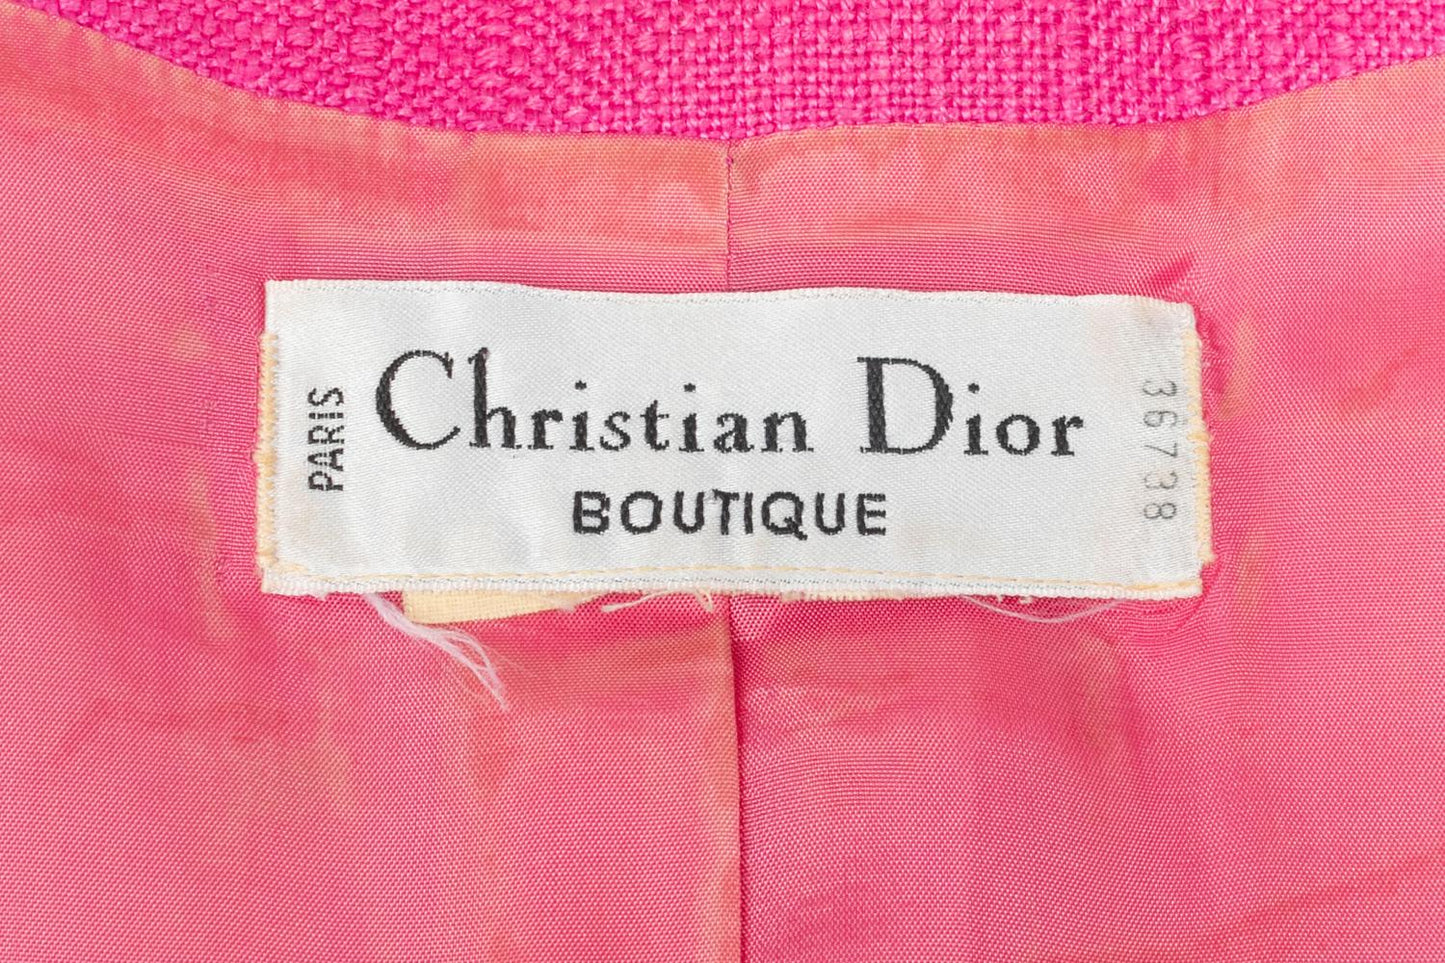 PARIS
Christian Dior
BOUTIQUE
36738